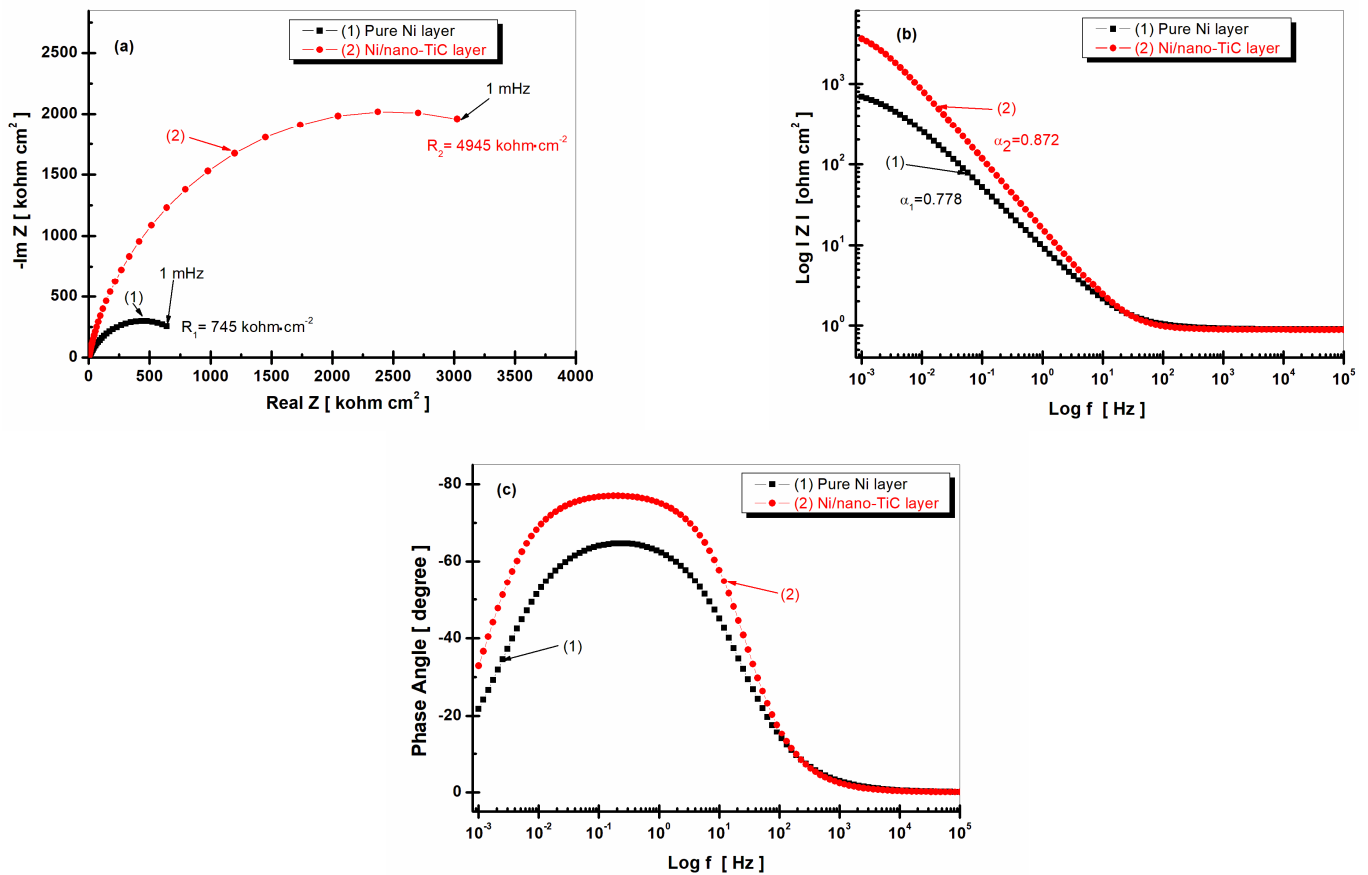 (a)
(1) Pure Ni layer
(2) Ni/nano-TiC layer
2500
2000
1500
1000
500
0
-Im Z [ kohm cm²]
1 mHz
(2)
R₂= 4945 kohm•cm⁻²
1 mHz
(1)
R₁= 745 kohm•cm⁻²
0 500 1000 1500 2000 2500 3000 3500 4000
Real Z [ kohm cm² ]
(b)
(1) Pure Ni layer
(2) Ni/nano-TiC layer
10³
10²
10¹
10⁰
Log I Z I [ohm cm²]
(2)
α₂=0.872
(1)
α₁=0.778
10⁻³ 10⁻² 10⁻¹ 10⁰ 10¹ 10² 10³ 10⁴ 10⁵
Log f [ Hz]
(c)
(1) Pure Ni layer
(2) Ni/nano-TiC layer
-80
-60
-40
-20
0
Phase Angle [ degree]
(2)
(1)
10⁻³ 10⁻² 10⁻¹ 10⁰ 10¹ 10² 10³ 10⁴ 10⁵
Log f [ Hz]